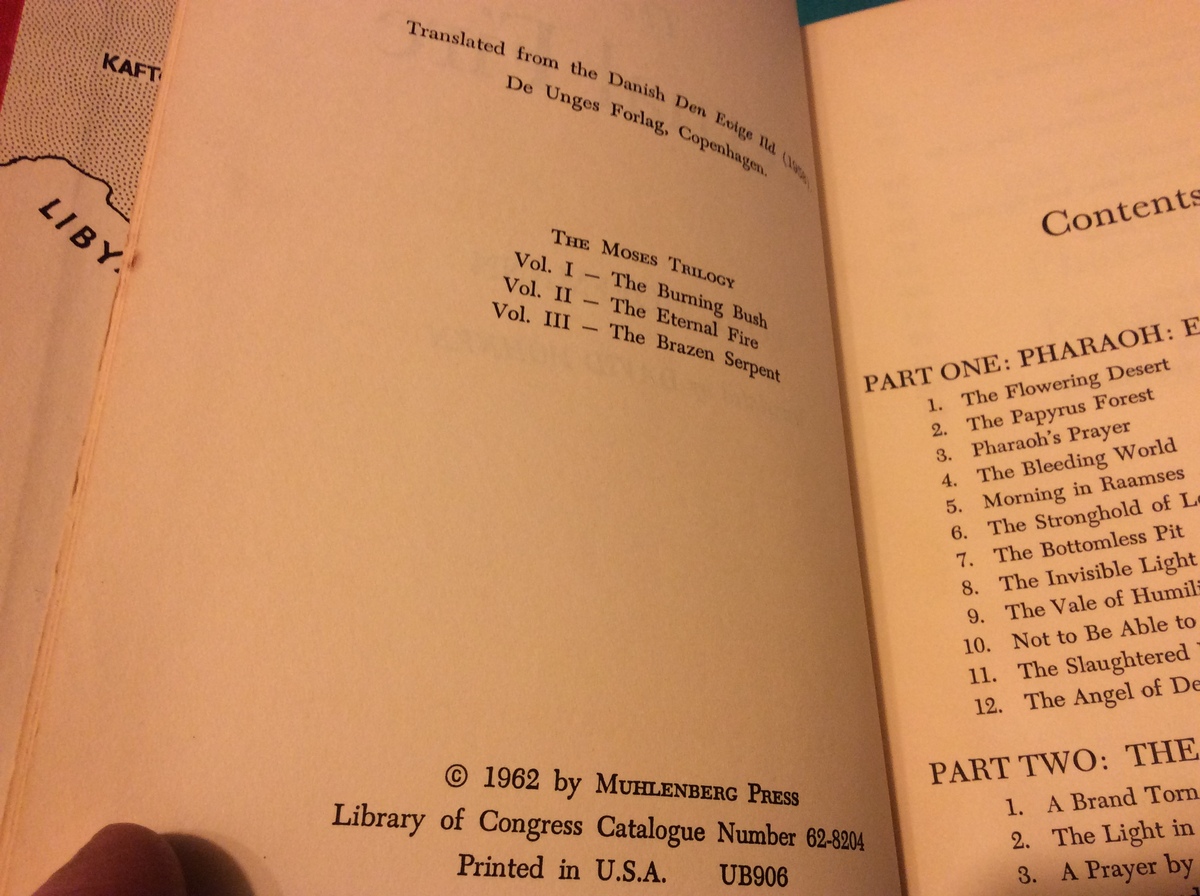 KAFT
LIBY
Translated from the Danish Den Evige Ild (1958)
De Unges Forlag, Copenhagen.
THE MOSES TRILOGY
Vol. I — The Burning Bush
Vol. II — The Eternal Fire
Vol. III — The Brazen Serpent
© 1962 by MUHLENBERG PRESS
Library of Congress Catalogue Number 62-8204
Printed in U.S.A. UB906
Contents
PART ONE: PHARAOH: E
1. The Flowering Desert
2. The Papyrus Forest
3. Pharaoh's Prayer
4. The Bleeding World
5. Morning in Raamses
6. The Stronghold of L
7. The Bottomless Pit
8. The Invisible Light
9. The Vale of Humili
10. Not to Be Able to
11. The Slaughtered
12. The Angel of De
PART TWO: THE
1. A Brand Torn
2. The Light in
3. A Prayer by